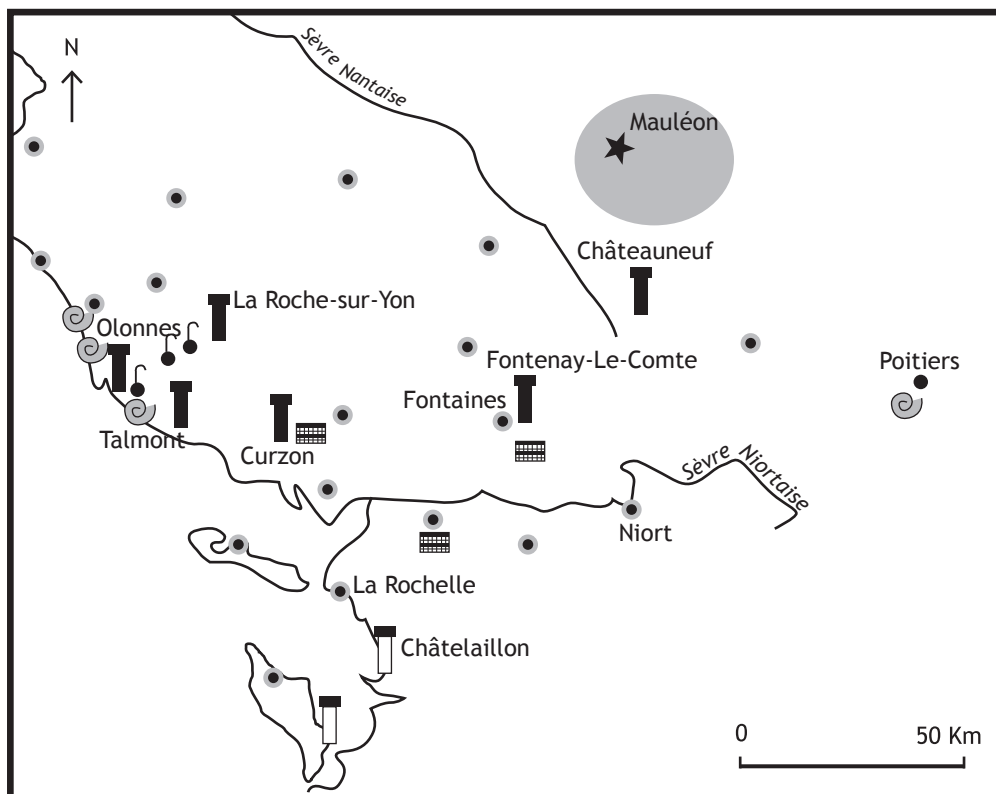 N
Sèvre Nantaise
Mauléon
Châteauneuf
La Roche-sur-Yon
Olonnes
Fontenay-Le-Comte
Poitiers
Fontaines
Talmont
Curzon
Sèvre Niortaise
Niort
La Rochelle
Châtelaillon
0 50 Km